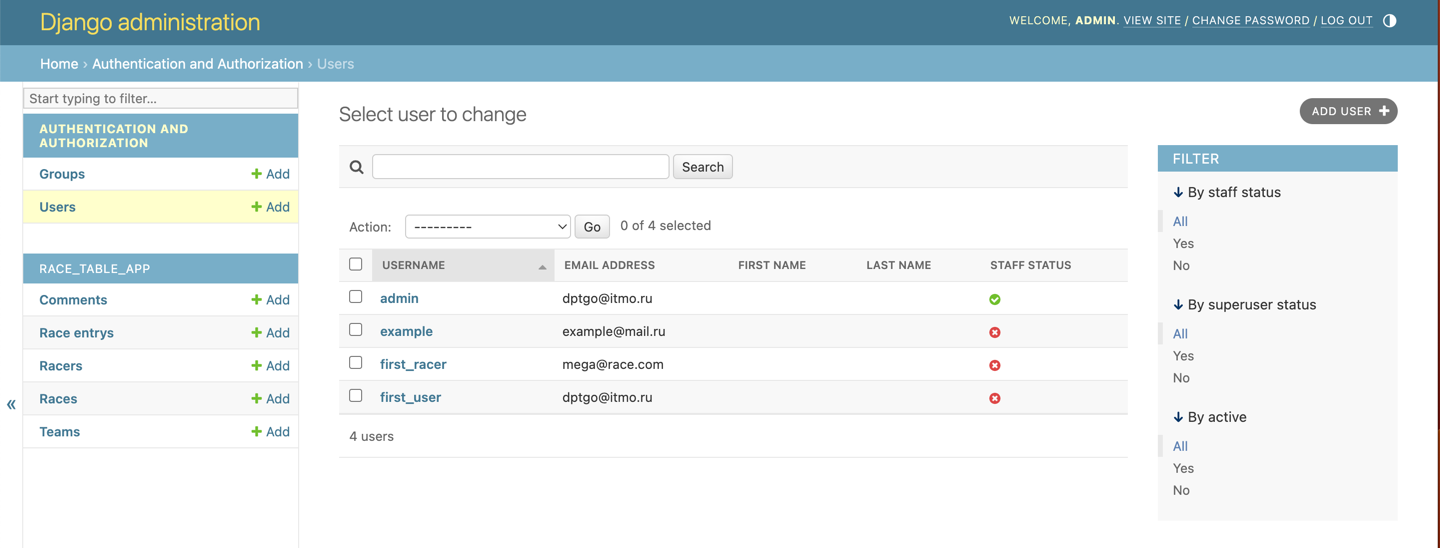 Django administration
WELCOME, ADMIN. VIEW SITE / CHANGE PASSWORD / LOG OUT
Home › Authentication and Authorization › Users
Start typing to filter...
AUTHENTICATION AND
AUTHORIZATION
Groups + Add
Users + Add
RACE_TABLE_APP
Comments + Add
Race entrys + Add
Racers + Add
Races + Add
Teams + Add
«
Select user to change
ADD USER +
Search
Action: --------- Go 0 of 4 selected
USERNAME EMAIL ADDRESS FIRST NAME LAST NAME STAFF STATUS
admin dptgo@itmo.ru
example example@mail.ru
first_racer mega@race.com
first_user dptgo@itmo.ru
4 users
FILTER
↓ By staff status
All
Yes
No
↓ By superuser status
All
Yes
No
↓ By active
All
Yes
No